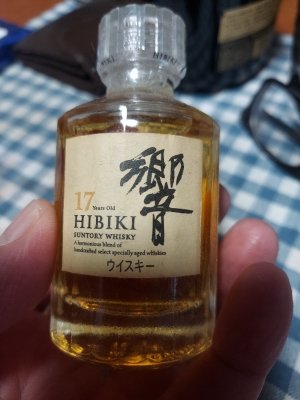 HIBIKI
響
17 Years Old
HIBIKI
SUNTORY WHISKY
A harmonious blend of
handcrafted select specially aged whiskies
ウイスキー